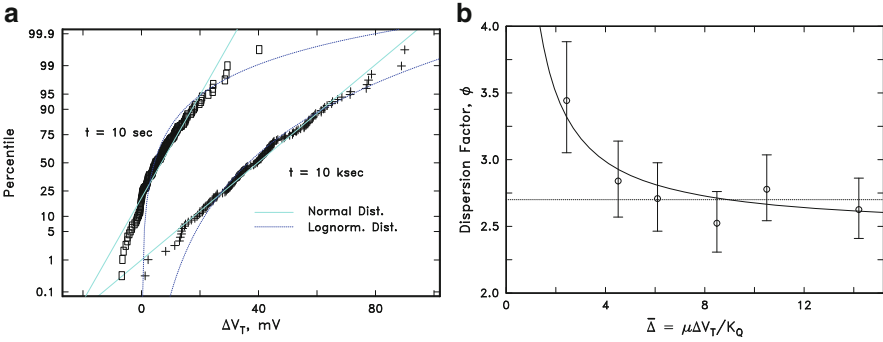 a
99.9
99
95
90
75
50
25
10
5
1
0.1
Percentile
t = 10 sec
t = 10 ksec
Normal Dist.
Lognorm. Dist.
0
40
80
ΔV_T, mV
b
4.0
3.5
3.0
2.5
2.0
Dispersion Factor, ϕ
0
4
8
12
Δ̅ = μΔV_T/K_Q